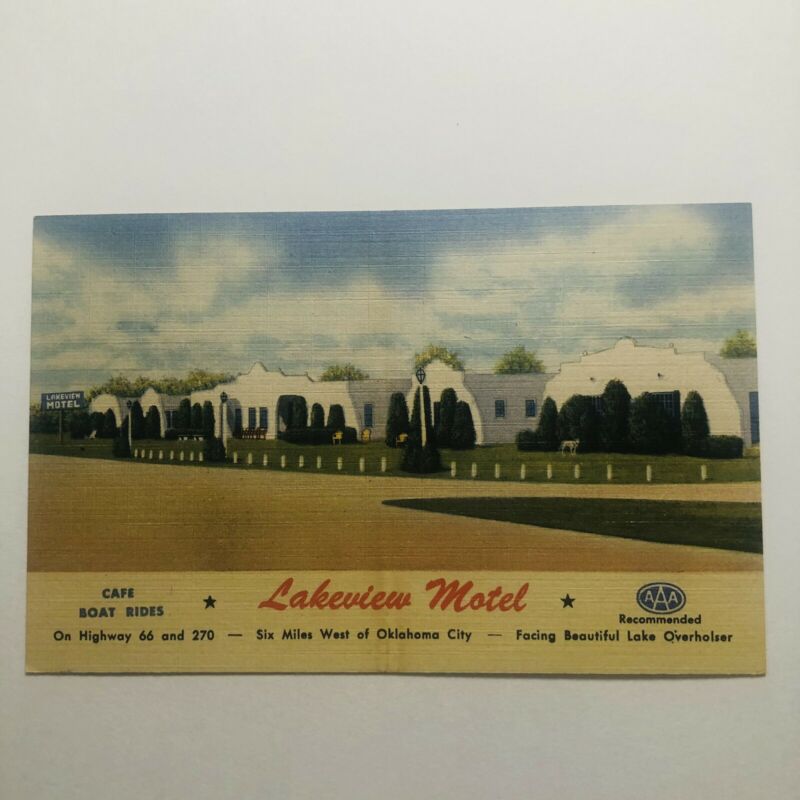 LAKEVIEW
MOTEL
CAFE
BOAT RIDES
★ Lakeview Motel ★
AAA
Recommended
On Highway 66 and 270 — Six Miles West of Oklahoma City — Facing Beautiful Lake Overholser